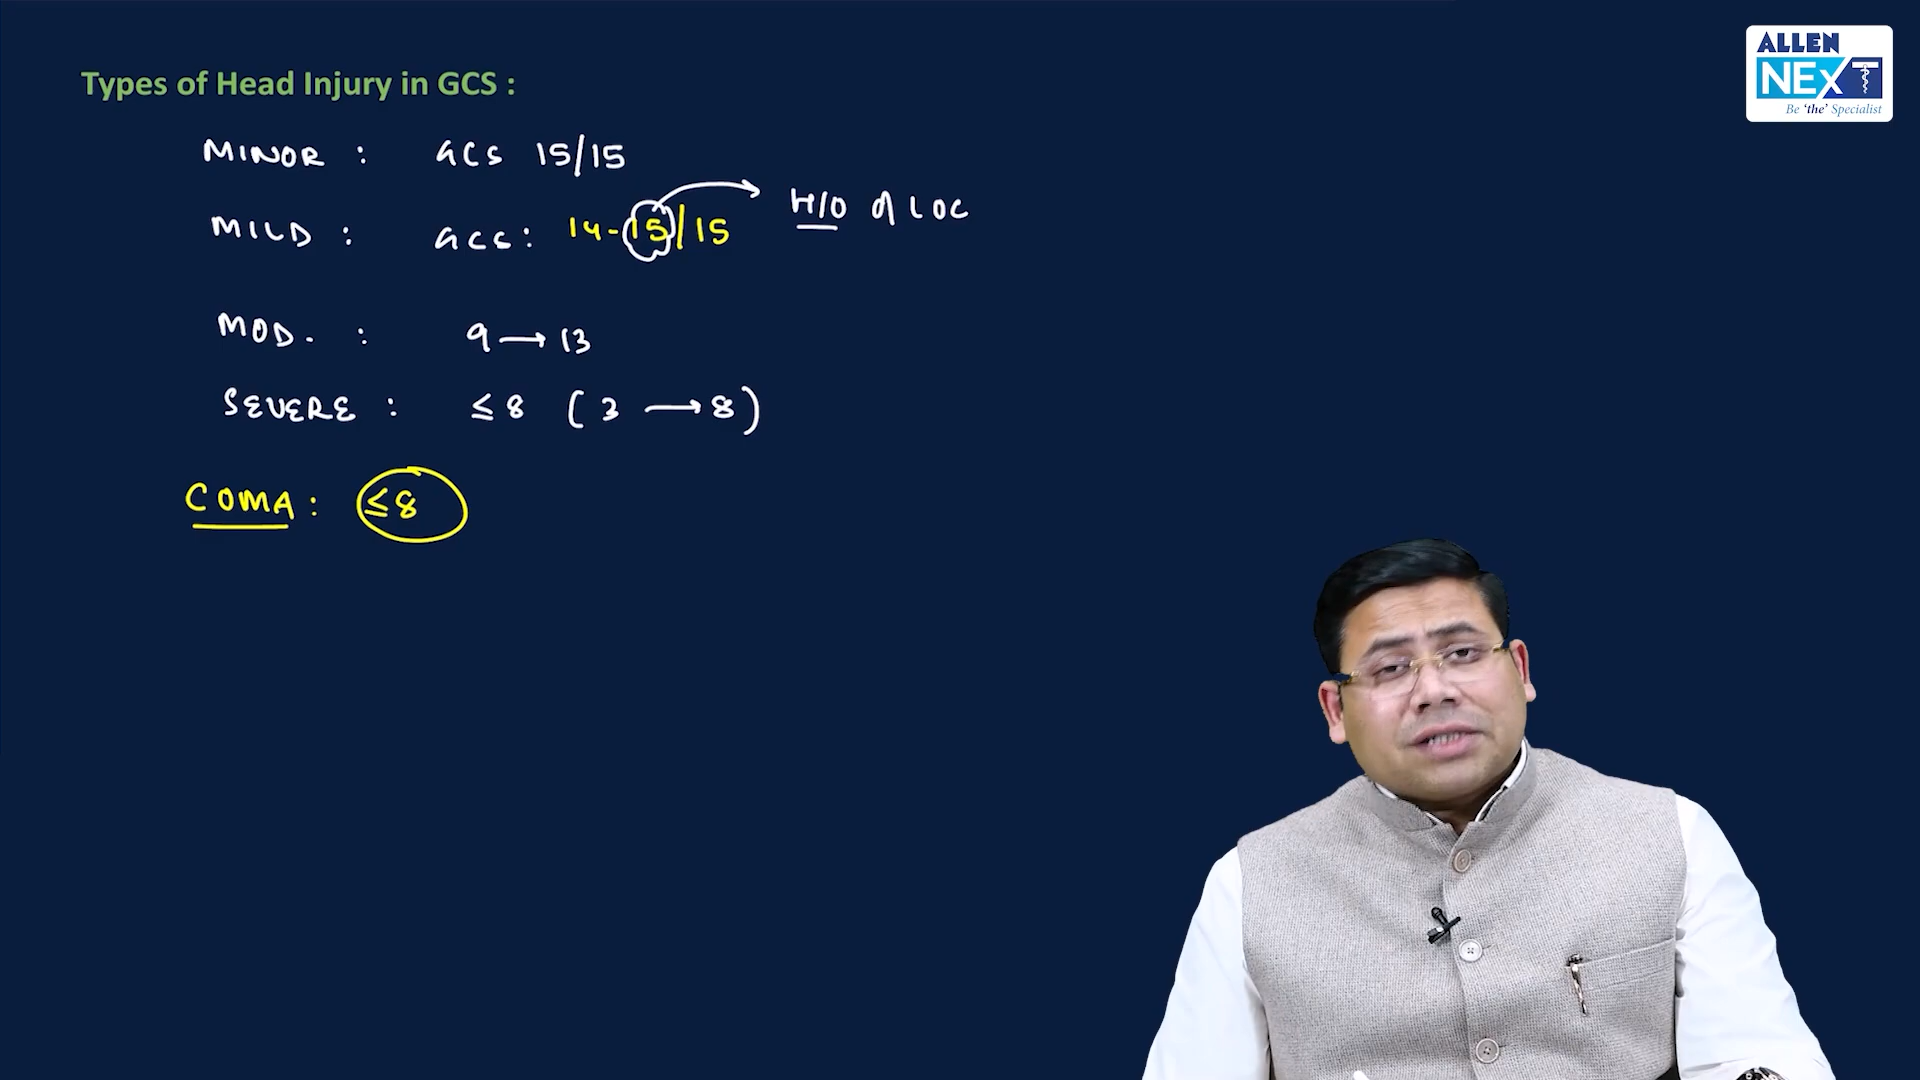 Types of Head Injury in GCS :
MINOR : GCS 15/15
MILD : GCS : 14-15/15 H/O of LOC
MOD. : 9 → 13
SEVERE : ≤ 8 ( 3 → 8 )
COMA : ≤8
ALLEN
NEXT
Be 'the' Specialist